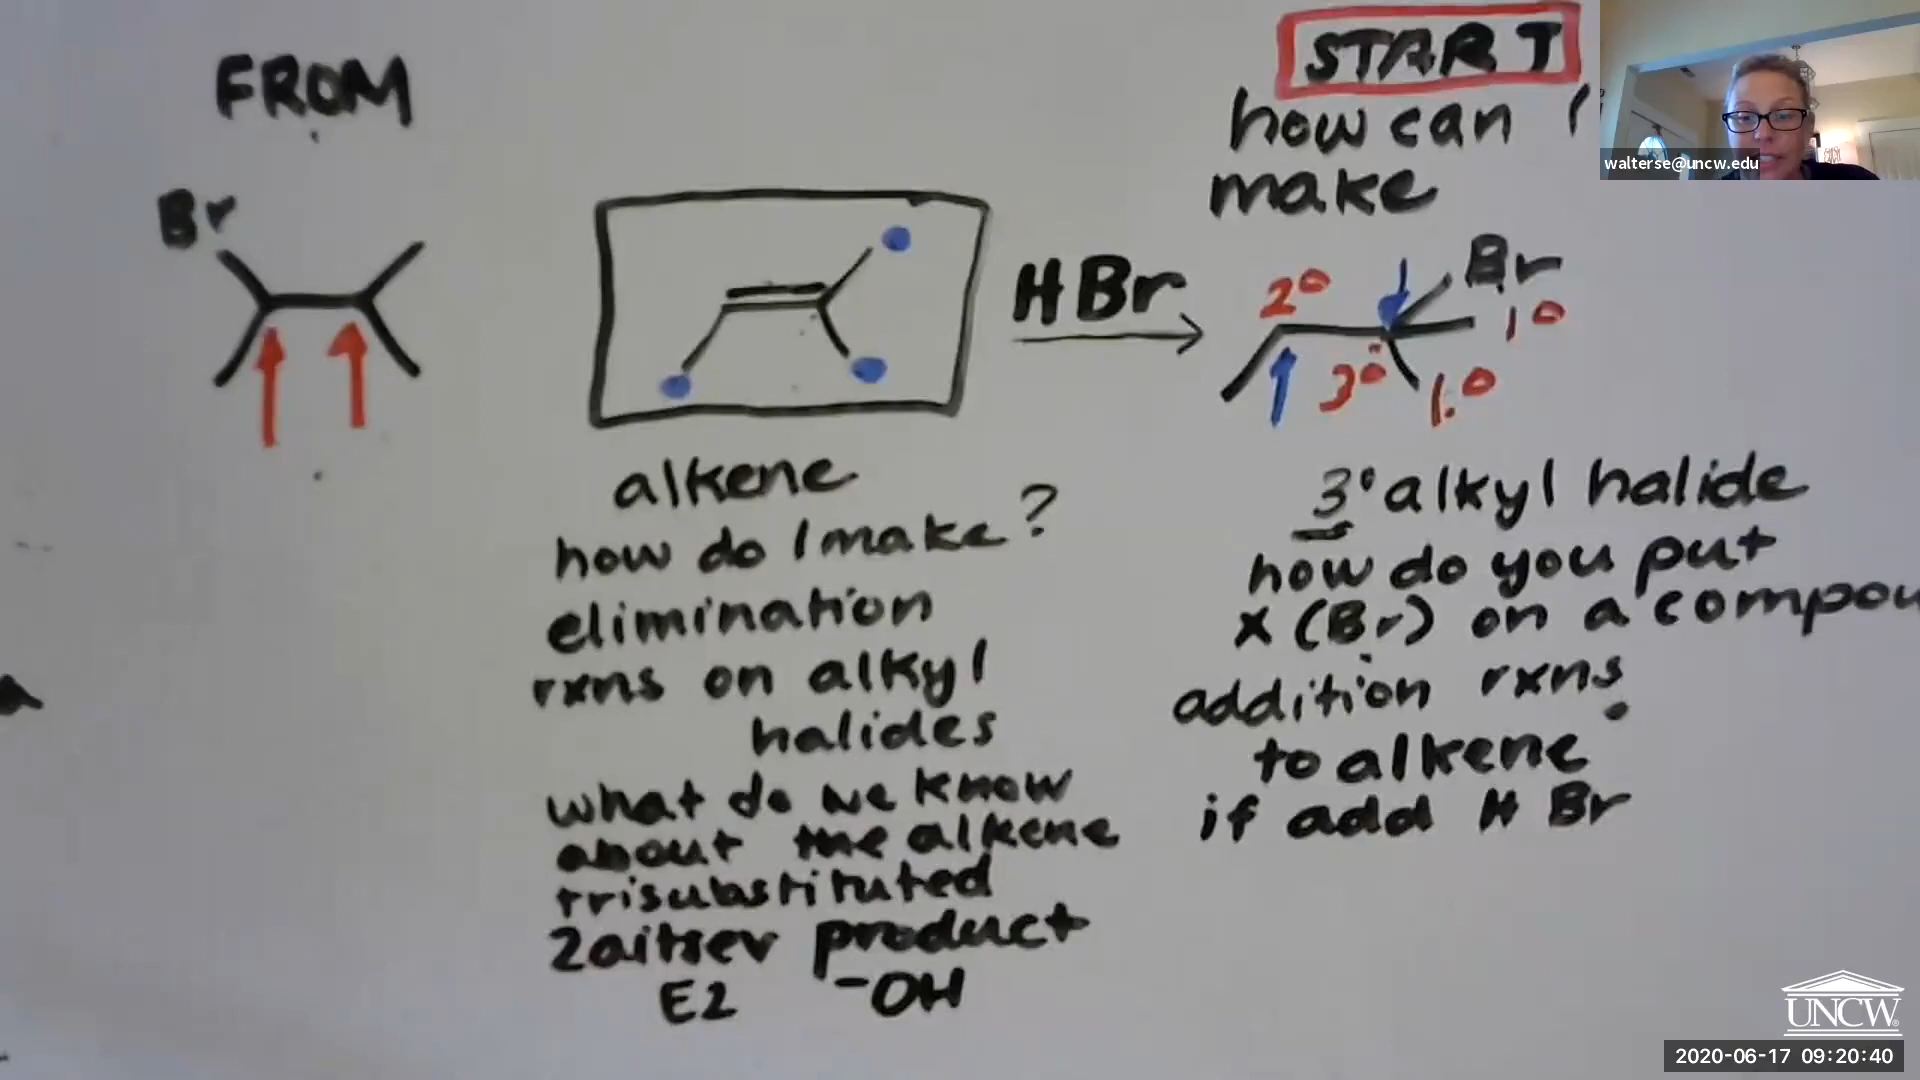 FROM
Br
alkene
how do I make?
elimination
rxns on alkyl
halides
what do we know
about the alkene
trisubstituted
Zaitsev product
E2 -OH
HBr
START
how can I
make
Br
2°
1°
3°
1°
3° alkyl halide
how do you put
X (Br) on a compou
addition rxns
to alkene
if add HBr
walterse@uncw.edu
UNCW
2020-06-17 09:20:40